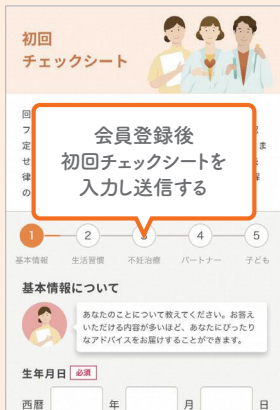 初回
チェックシート
会員登録後
初回チェックシートを
入力し送信する
回
フ
定
ま
せ
律
の
1
2
3
4
5
基本情報
生活習慣
不妊治療
パートナー
子ども
基本情報について
あなたのことについて教えてください。お答え
いただける内容が多いほど、あなたにぴったり
なアドバイスをお届けすることができます。
生年月日 必須
西暦 年 月 日